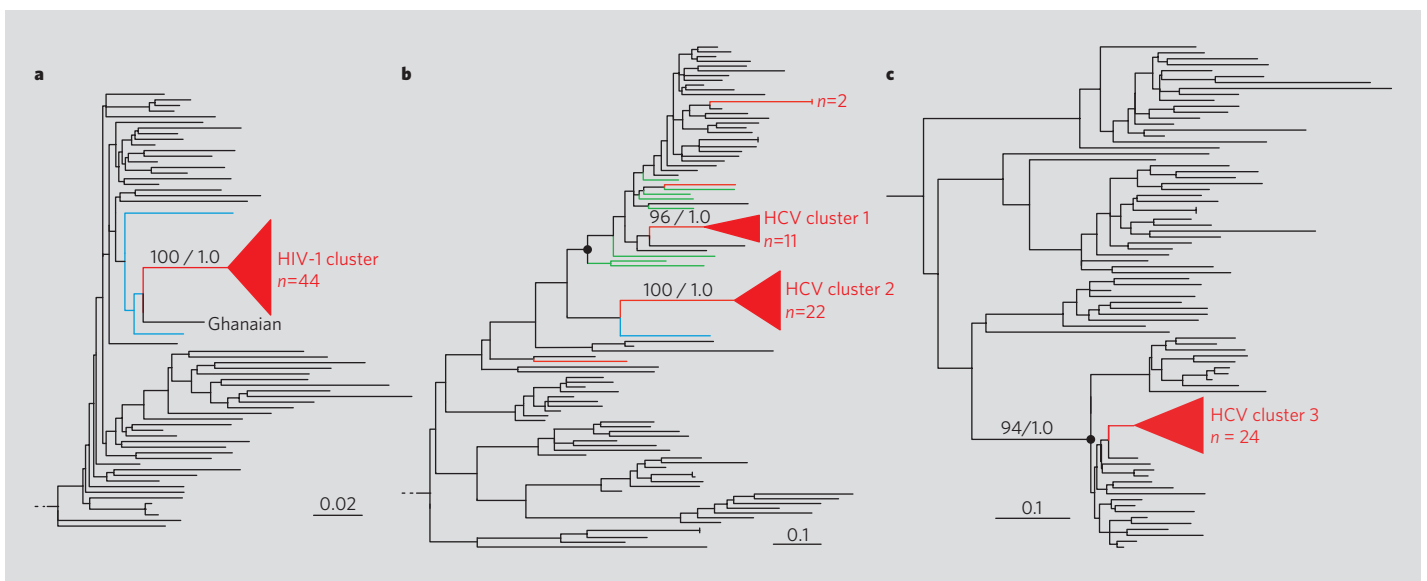 a
100 / 1.0
HIV-1 cluster
n=44
Ghanaian
0.02
b
n=2
96 / 1.0
HCV cluster 1
n=11
100 / 1.0
HCV cluster 2
n=22
0.1
c
94/1.0
HCV cluster 3
n = 24
0.1